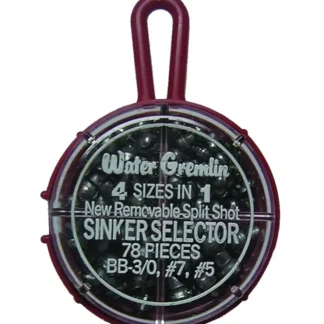 Water Gremlin
4 SIZES IN 1
New Removable Split Shot
SINKER SELECTOR
78 PIECES
BB-3/0, #7, #5